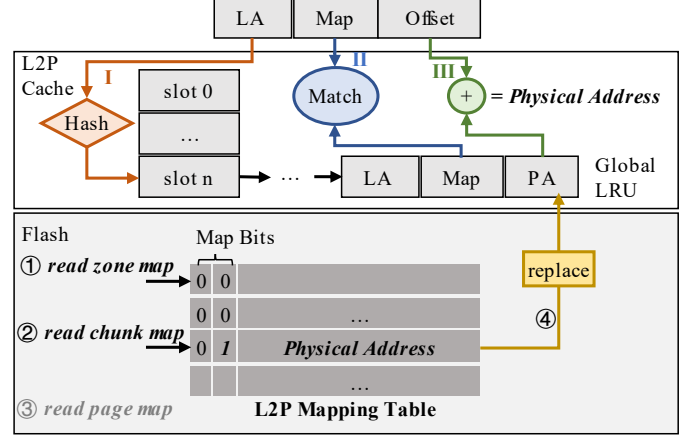 LA Map Offset
L2P
Cache
I
II
III
slot 0
Hash
Match
+ = Physical Address
...
slot n
...
LA Map PA
Global
LRU
Flash
Map Bits
① read zone map
0 0
replace
0 0 ...
② read chunk map
0 1 Physical Address
④
...
③ read page map
L2P Mapping Table